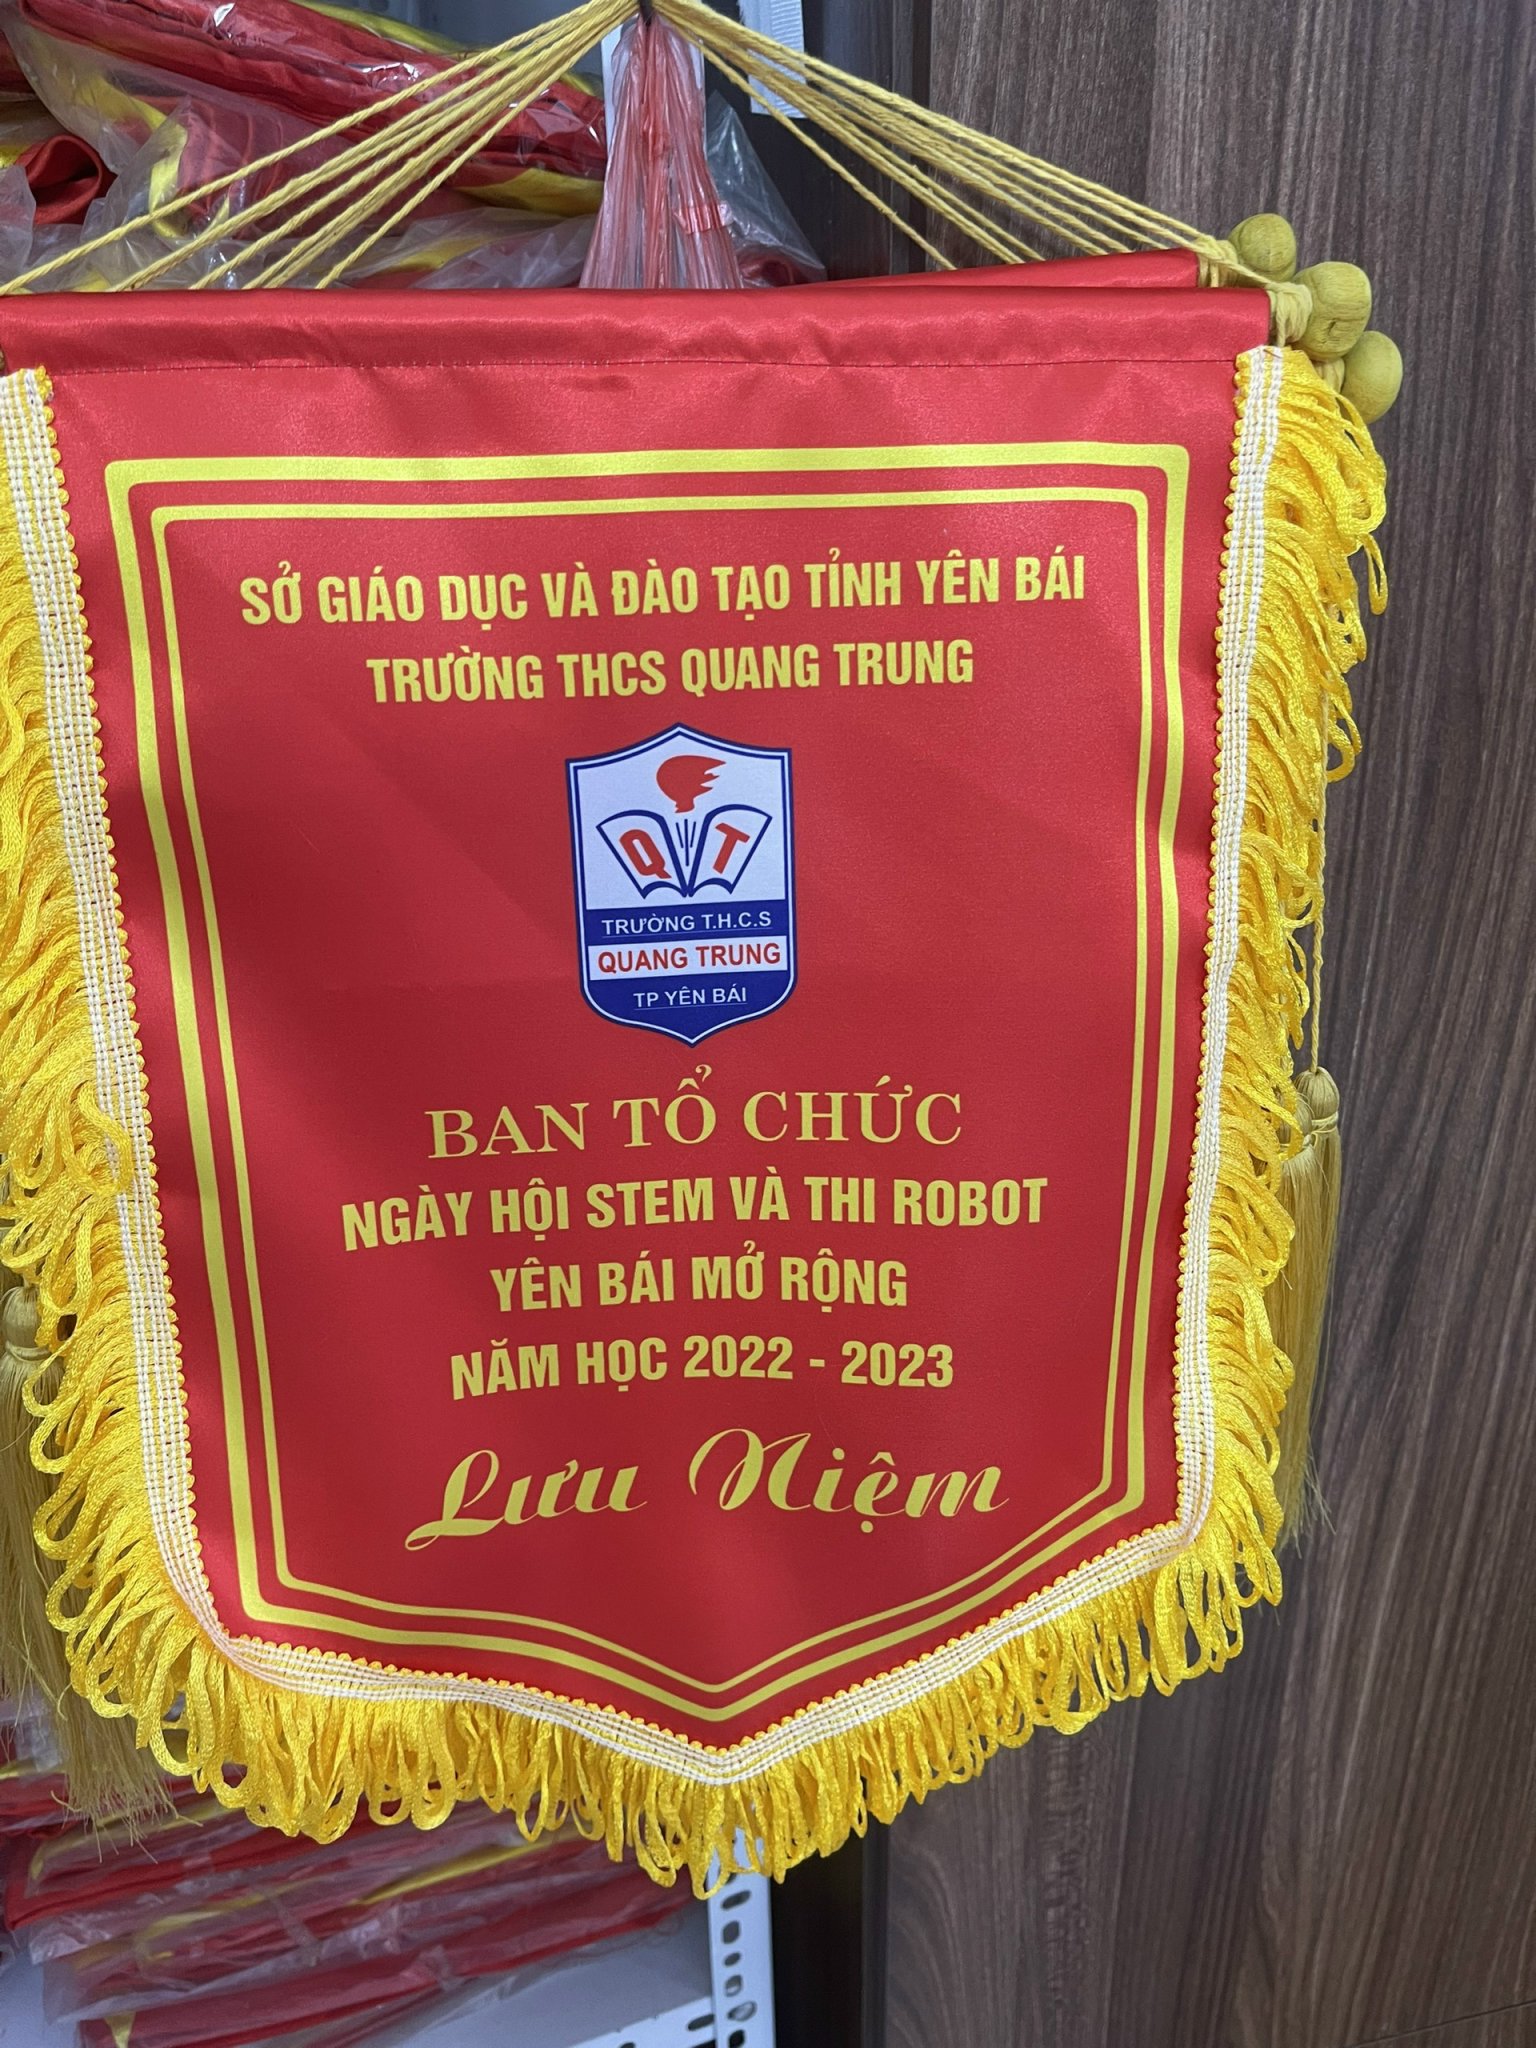 SỞ GIÁO DỤC VÀ ĐÀO TẠO TỈNH YÊN BÁI
TRƯỜNG THCS QUANG TRUNG
Q T
TRƯỜNG T.H.C.S
QUANG TRUNG
TP YÊN BÁI
BAN TỔ CHỨC
NGÀY HỘI STEM VÀ THI ROBOT
YÊN BÁI MỞ RỘNG
NĂM HỌC 2022 - 2023
Lưu Niệm